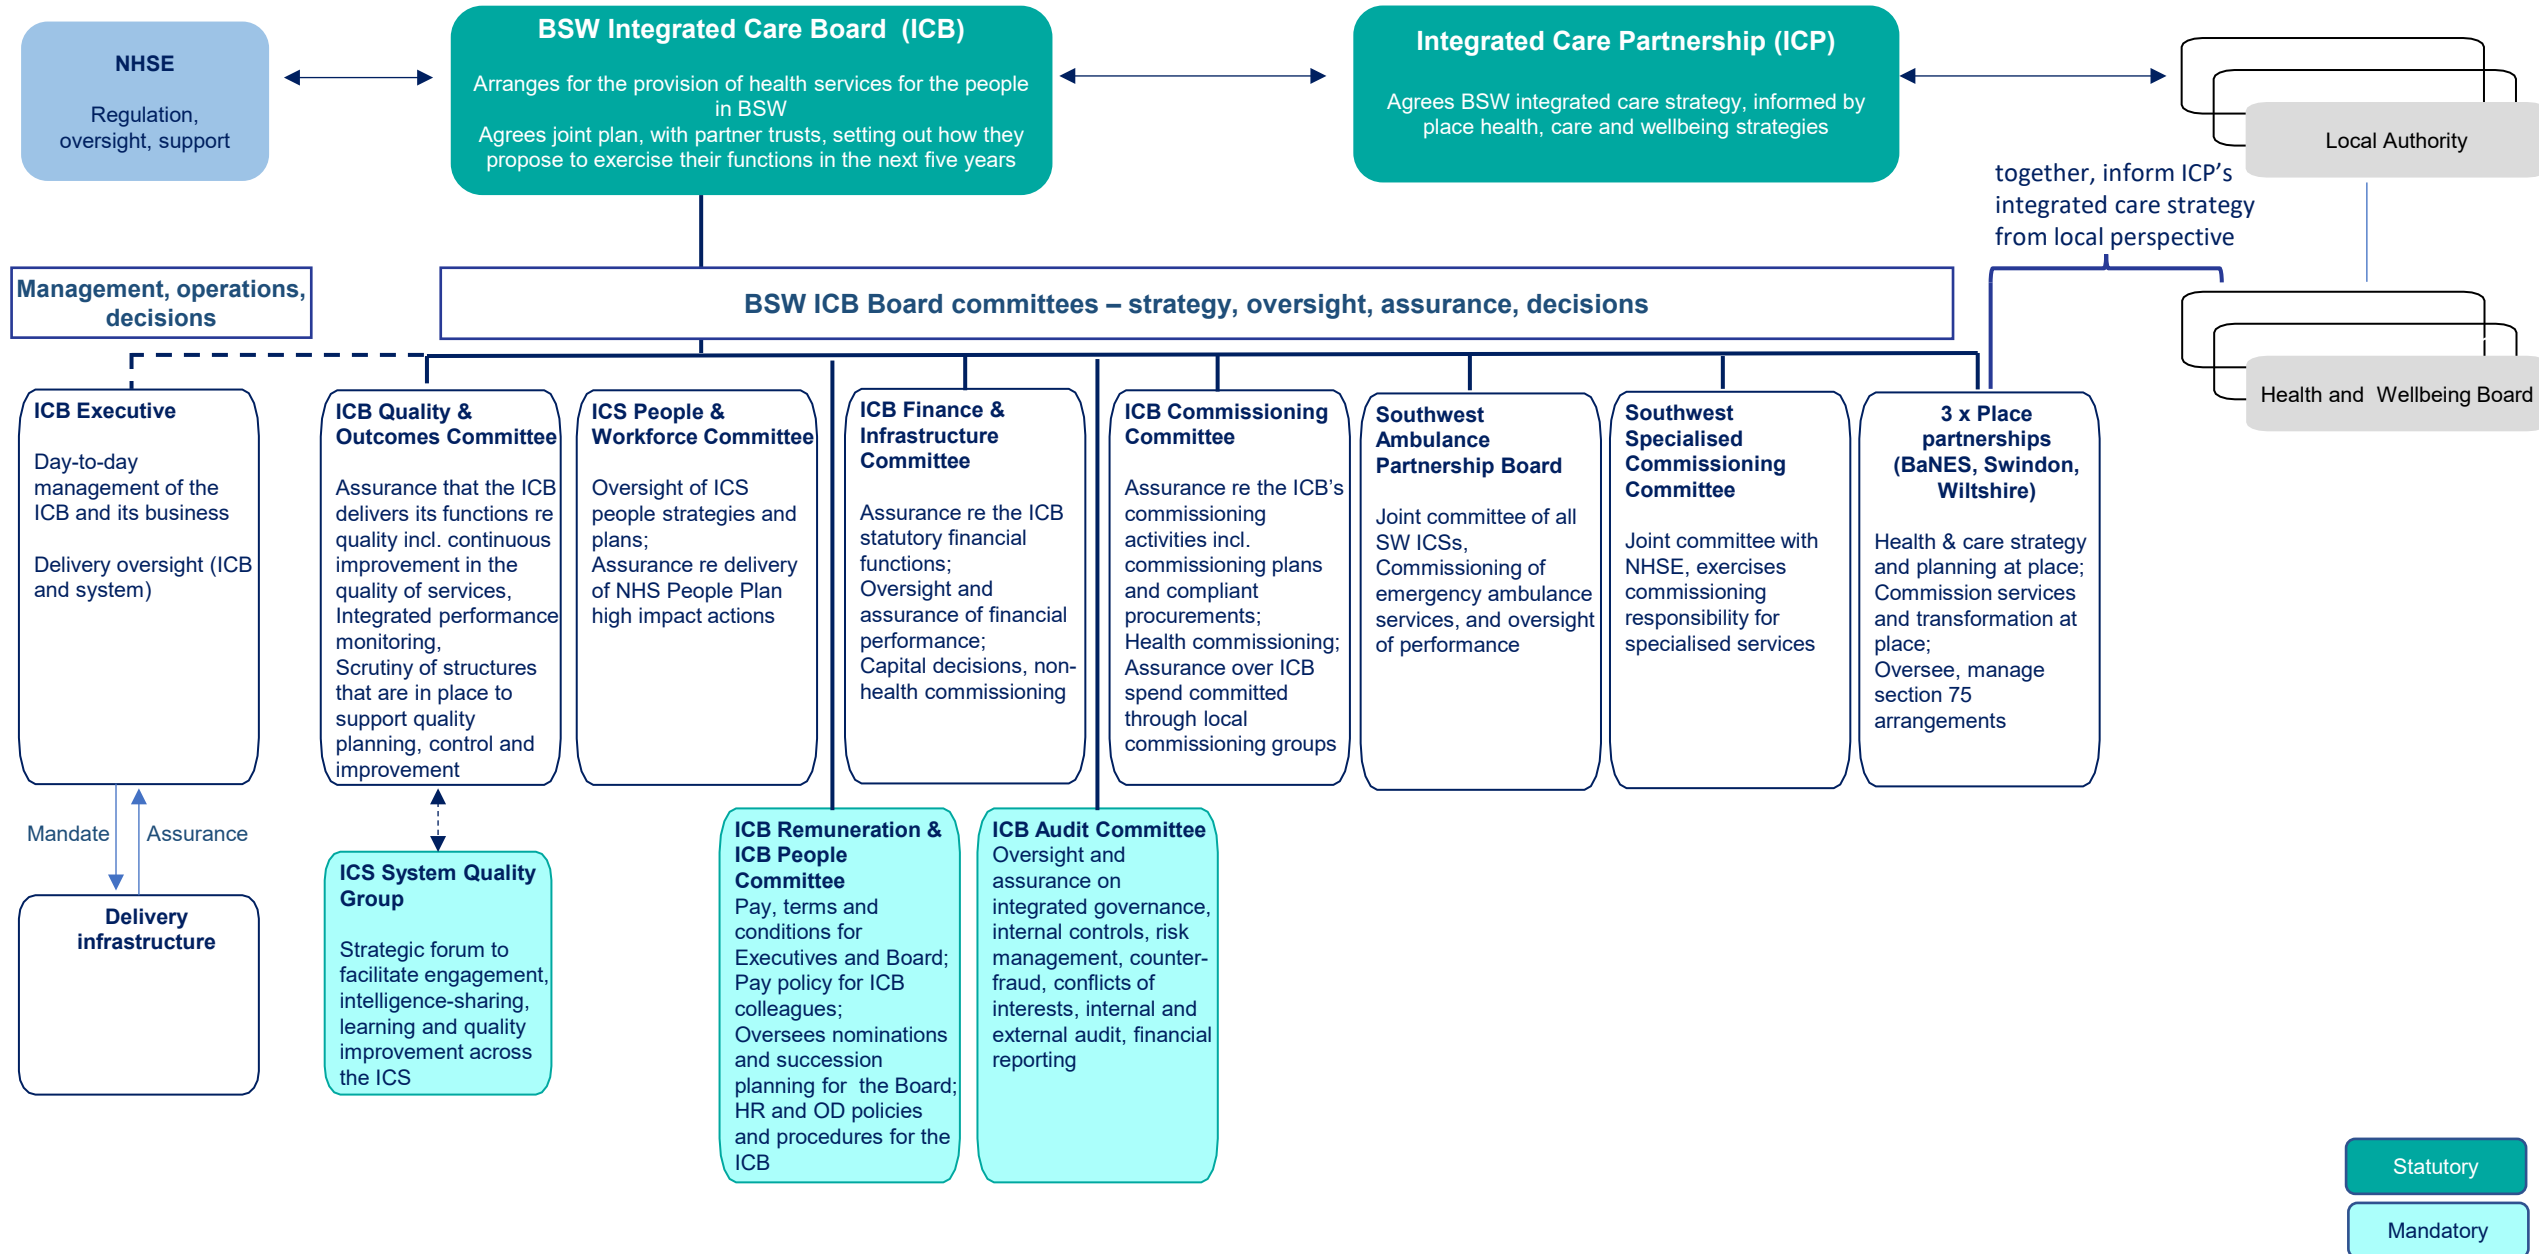 NHSE
Regulation,
oversight, support
BSW Integrated Care Board (ICB)
Arranges for the provision of health services for the people
in BSW
Agrees joint plan, with partner trusts, setting out how they
propose to exercise their functions in the next five years
Integrated Care Partnership (ICP)
Agrees BSW integrated care strategy, informed by
place health, care and wellbeing strategies
Local Authority
together, inform ICP’s
integrated care strategy
from local perspective
Health and Wellbeing Board
Management, operations,
decisions
BSW ICB Board committees – strategy, oversight, assurance, decisions
ICB Executive
Day-to-day
management of the
ICB and its business
Delivery oversight (ICB
and system)
ICB Quality &
Outcomes Committee
Assurance that the ICB
delivers its functions re
quality incl. continuous
improvement in the
quality of services,
Integrated performance
monitoring,
Scrutiny of structures
that are in place to
support quality
planning, control and
improvement
ICS People &
Workforce Committee
Oversight of ICS
people strategies and
plans;
Assurance re delivery
of NHS People Plan
high impact actions
ICB Finance &
Infrastructure
Committee
Assurance re the ICB
statutory financial
functions;
Oversight and
assurance of financial
performance;
Capital decisions, non-
health commissioning
ICB Commissioning
Committee
Assurance re the ICB’s
commissioning
activities incl.
commissioning plans
and compliant
procurements;
Health commissioning;
Assurance over ICB
spend committed
through local
commissioning groups
Southwest
Ambulance
Partnership Board
Joint committee of all
SW ICSs,
Commissioning of
emergency ambulance
services, and oversight
of performance
Southwest
Specialised
Commissioning
Committee
Joint committee with
NHSE, exercises
commissioning
responsibility for
specialised services
3 x Place
partnerships
(BaNES, Swindon,
Wiltshire)
Health & care strategy
and planning at place;
Commission services
and transformation at
place;
Oversee, manage
section 75
arrangements
Mandate
Assurance
Delivery
infrastructure
ICS System Quality
Group
Strategic forum to
facilitate engagement,
intelligence-sharing,
learning and quality
improvement across
the ICS
ICB Remuneration &
ICB People
Committee
Pay, terms and
conditions for
Executives and Board;
Pay policy for ICB
colleagues;
Oversees nominations
and succession
planning for the Board;
HR and OD policies
and procedures for the
ICB
ICB Audit Committee
Oversight and
assurance on
integrated governance,
internal controls, risk
management, counter-
fraud, conflicts of
interests, internal and
external audit, financial
reporting
Statutory
Mandatory